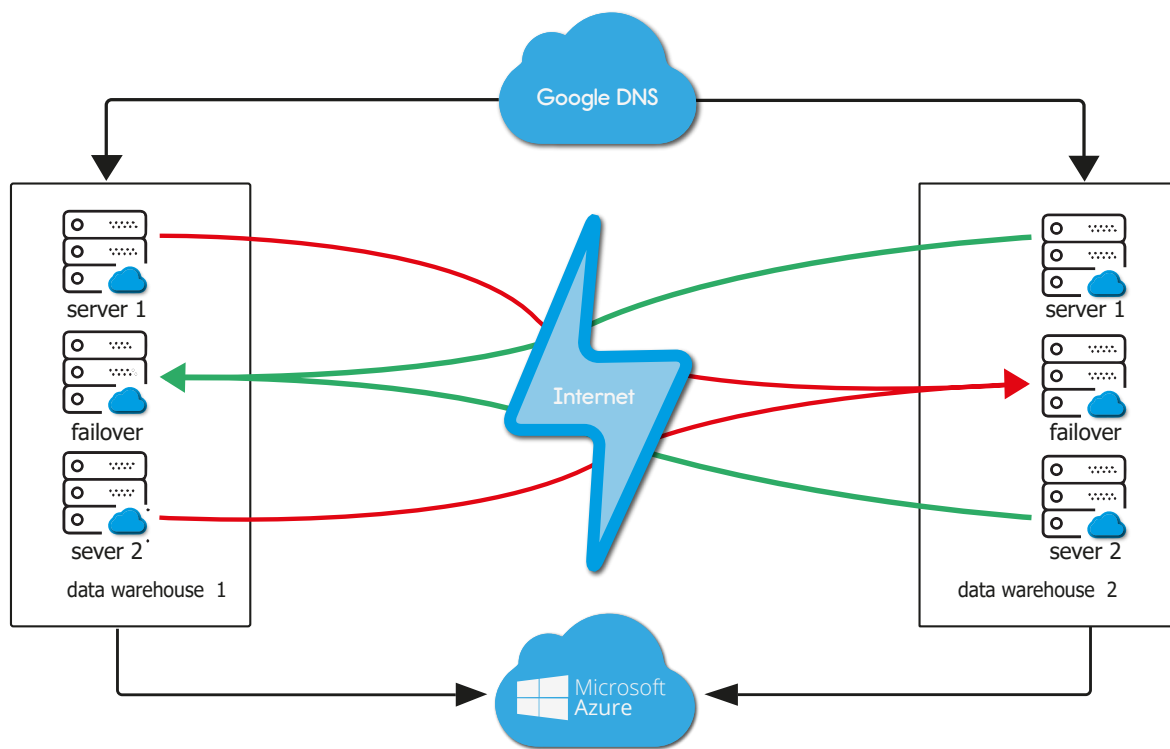 Google DNS
server 1
failover
sever 2
data warehouse 1
Internet
server 1
failover
sever 2
data warehouse 2
Microsoft
Azure